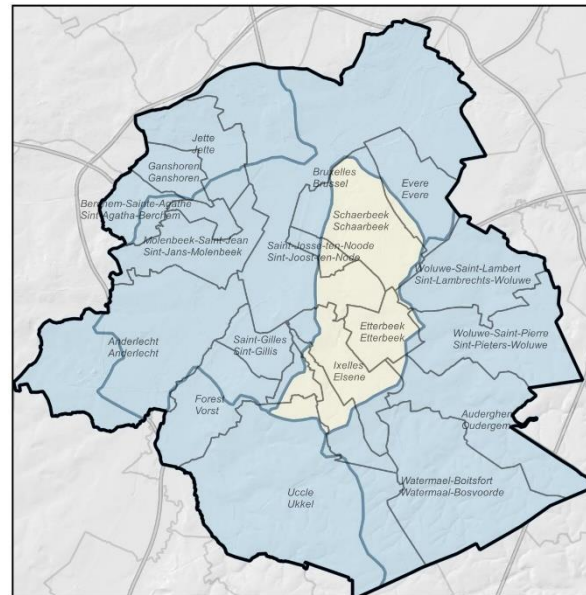 Jette
Jette
Ganshoren
Ganshoren
Bruxelles
Brussel
Evere
Evere
Berchem-Sainte-Agathe
Sint-Agatha-Berchem
Schaerbeek
Schaarbeek
Molenbeek-Saint-Jean
Sint-Jans-Molenbeek
Saint-Josse-ten-Noode
Sint-Joost-ten-Node
Woluwe-Saint-Lambert
Sint-Lambrechts-Woluwe
Etterbeek
Etterbeek
Woluwe-Saint-Pierre
Sint-Pieters-Woluwe
Anderlecht
Anderlecht
Saint-Gilles
Sint-Gillis
Ixelles
Elsene
Forest
Vorst
Auderghem
Oudergem
Watermael-Boitsfort
Watermaal-Bosvoorde
Uccle
Ukkel